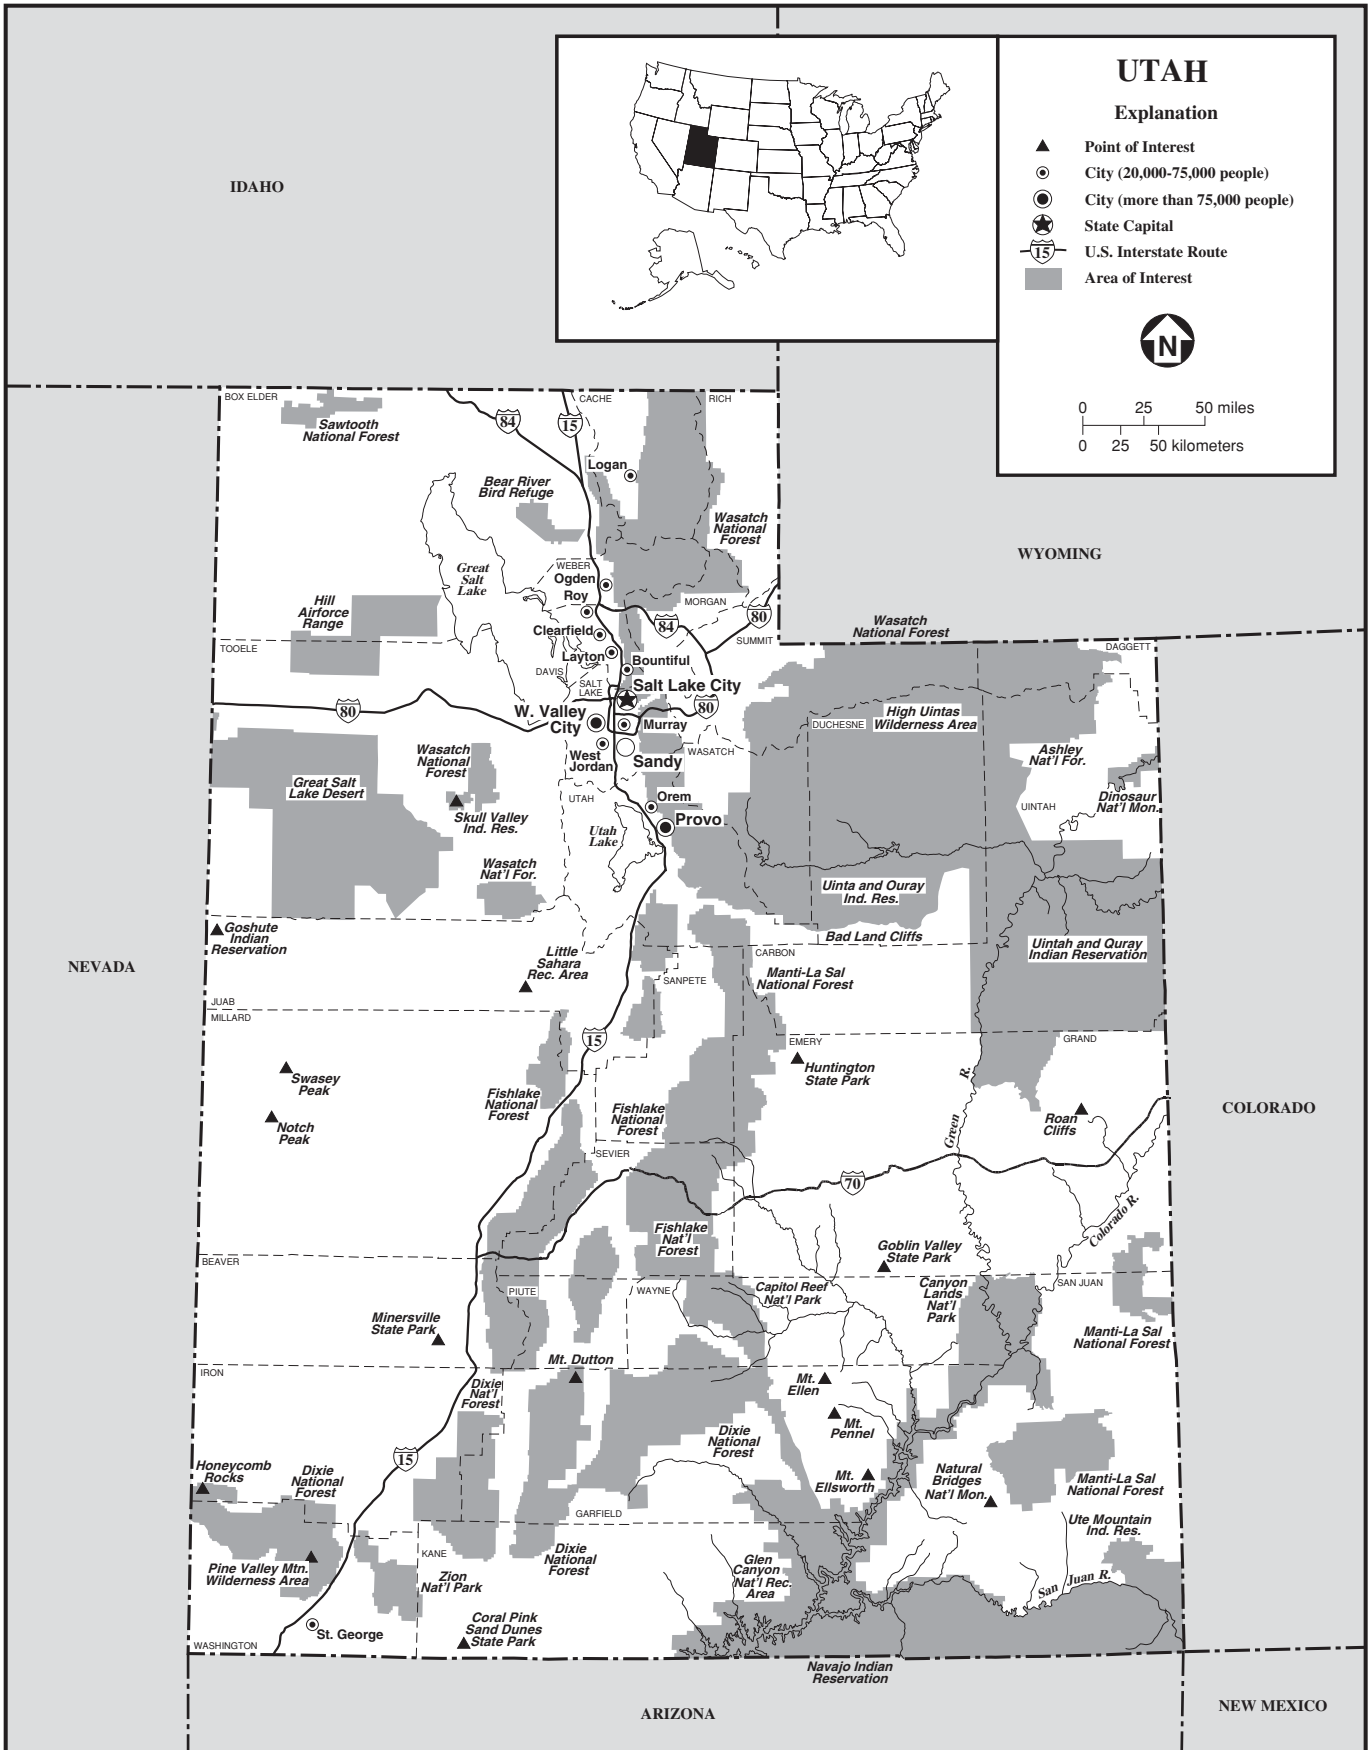 UTAH
Explanation
Point of Interest
City (20,000-75,000 people)
City (more than 75,000 people)
State Capital
15
U.S. Interstate Route
Area of Interest
N
0 25 50 miles
0 25 50 kilometers
IDAHO
WYOMING
NEVADA
COLORADO
ARIZONA
NEW MEXICO
BOX ELDER
Sawtooth
National Forest
84
15
CACHE
RICH
Logan
Bear River
Bird Refuge
Wasatch
National
Forest
Great
Salt
Lake
WEBER
Ogden
Roy
MORGAN
Hill
Airforce
Range
Clearfield
84
80
SUMMIT
Wasatch
National Forest
TOOELE
Layton
Bountiful
DAVIS
DAGGETT
SALT
LAKE
Salt Lake City
80
80
W. Valley
City
Murray
DUCHESNE
High Uintas
Wilderness Area
Wasatch
National
Forest
West
Jordan
Sandy
WASATCH
Ashley
Nat'l For.
Great Salt
Lake Desert
UTAH
Orem
UINTAH
Dinosaur
Nat'l Mon.
Skull Valley
Ind. Res.
Utah
Lake
Provo
Wasatch
Nat'l For.
Uinta and Ouray
Ind. Res.
Goshute
Indian
Reservation
Bad Land Cliffs
Uintah and Quray
Indian Reservation
Little
Sahara
Rec. Area
CARBON
SANPETE
Manti-La Sal
National Forest
JUAB
MILLARD
15
EMERY
GRAND
Swasey
Peak
Huntington
State Park
Green R.
Fishlake
National
Forest
Fishlake
National
Forest
Notch
Peak
Roan
Cliffs
SEVIER
70
Colorado R.
Fishlake
Nat'l
Forest
Goblin Valley
State Park
BEAVER
PIUTE
WAYNE
Capitol Reef
Nat'l Park
Canyon
Lands
Nat'l
Park
SAN JUAN
Minersville
State Park
Manti-La Sal
National Forest
IRON
Mt. Dutton
Dixie
Nat'l
Forest
Mt.
Ellen
Mt.
Pennel
Dixie
National
Forest
15
Honeycomb
Rocks
Dixie
National
Forest
Mt.
Ellsworth
Natural
Bridges
Nat'l Mon.
Manti-La Sal
National Forest
GARFIELD
Ute Mountain
Ind. Res.
KANE
Pine Valley Mtn.
Wilderness Area
Zion
Nat'l Park
Dixie
National
Forest
Glen
Canyon
Nat'l Rec.
Area
San Juan R.
St. George
Coral Pink
Sand Dunes
State Park
WASHINGTON
Navajo Indian
Reservation